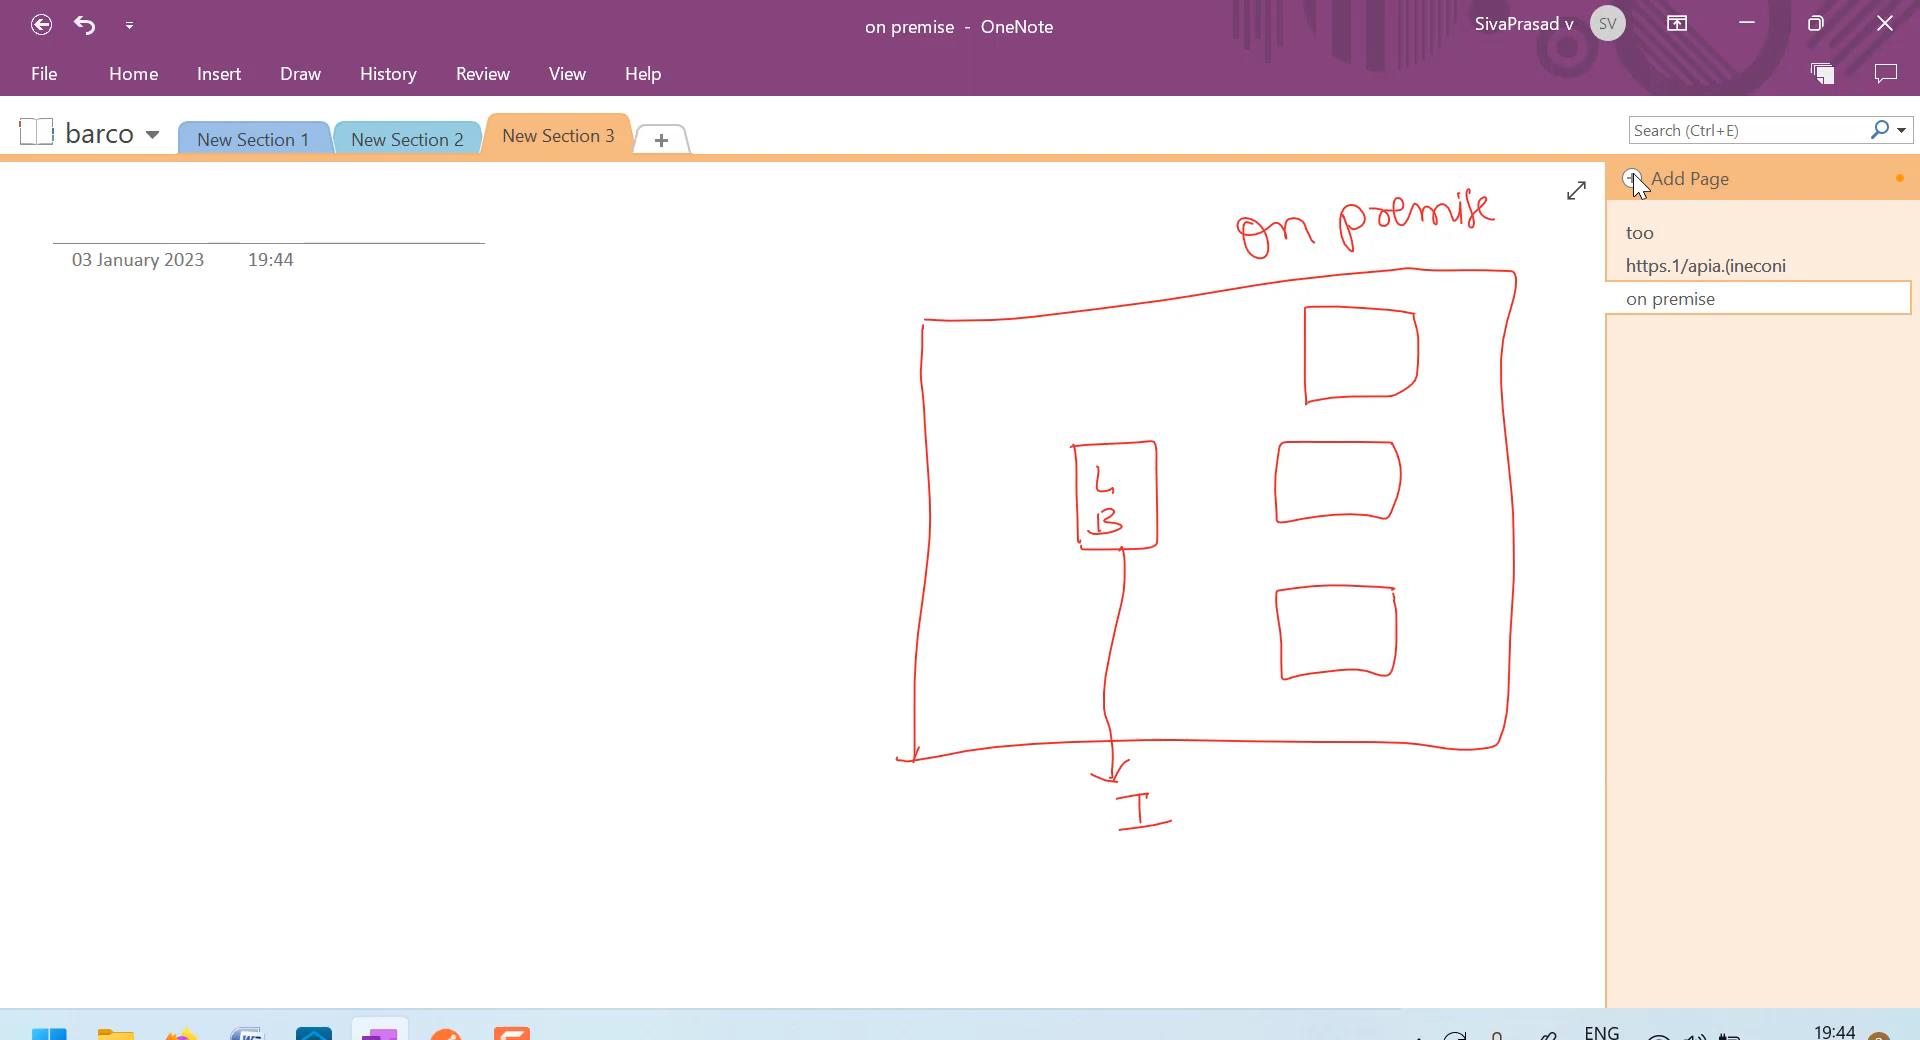 on premise - OneNote
SivaPrasad v
SV
File
Home
Insert
Draw
History
Review
View
Help
barco
New Section 1
New Section 2
New Section 3
Search (Ctrl+E)
Add Page
too
https.1/apia.(ineconi
on premise
03 January 2023
19:44
on premise
L
B
I
ENG
19:44